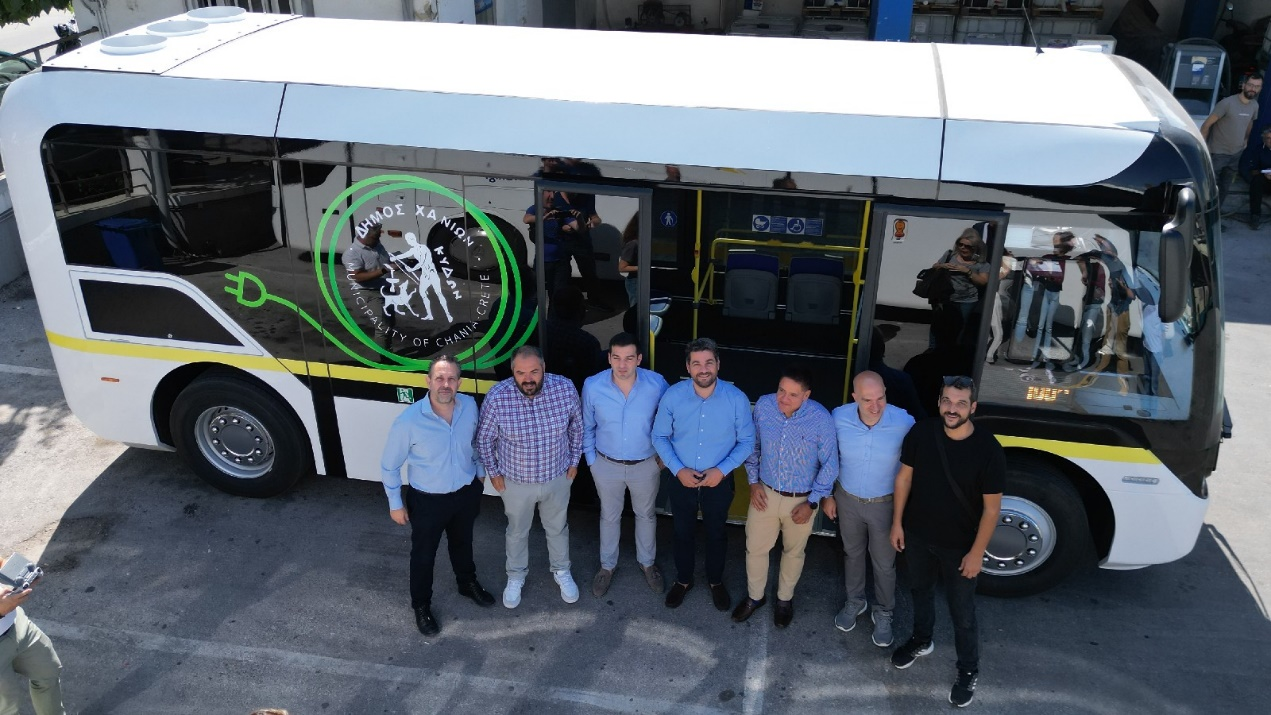 ΔΗΜΟΣ ΧΑΝΙΩΝ - ΚΥΔΩΝ
MUNICIPALITY OF CHANIA-CRETE